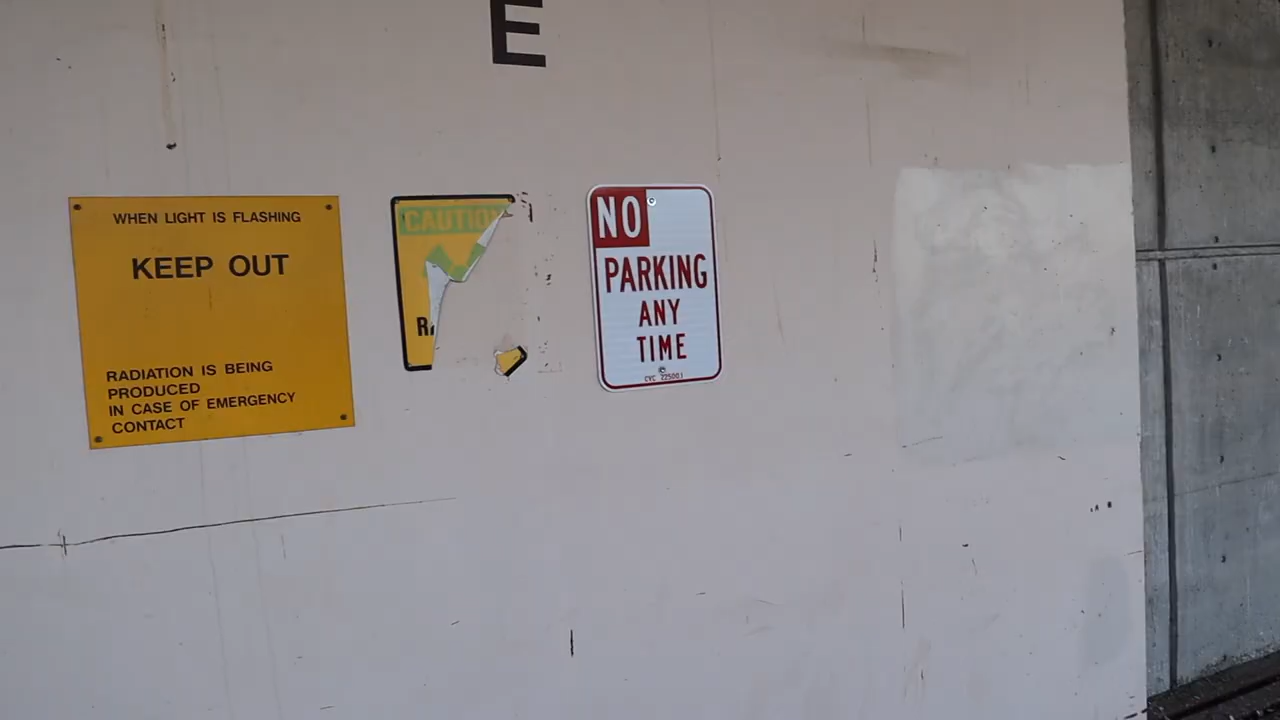 E
WHEN LIGHT IS FLASHING
KEEP OUT
RADIATION IS BEING
PRODUCED
IN CASE OF EMERGENCY
CONTACT
CAUTION
NO
PARKING
ANY
TIME